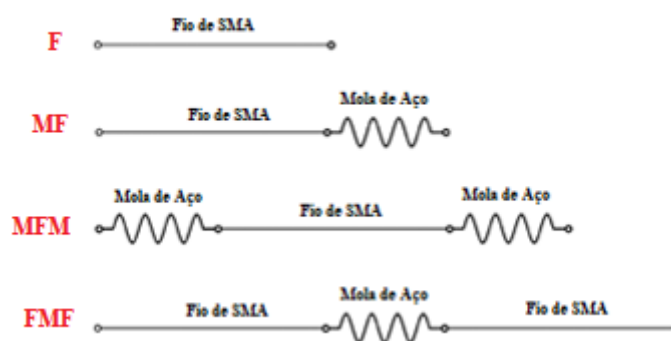 F
Fio de SMA
Mola de Aço
MF
Fio de SMA
Mola de Aço
Mola de Aço
MFM
Fio de SMA
Mola de Aço
FMF
Fio de SMA
Fio de SMA